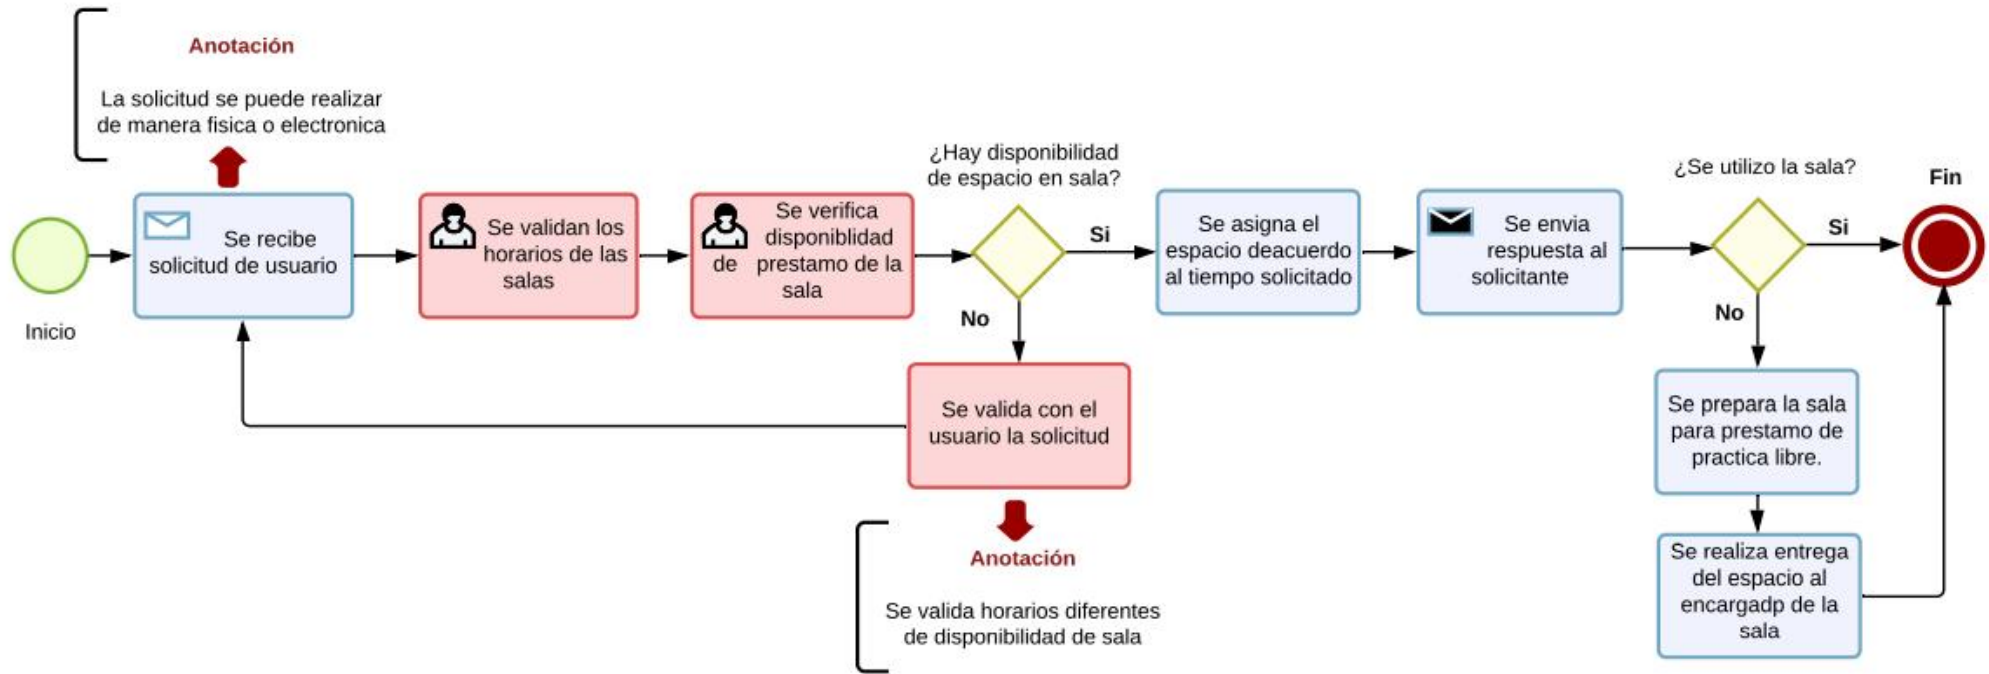 Anotación
La solicitud se puede realizar
de manera fisica o electronica
Inicio
Se recibe
solicitud de usuario
Se validan los
horarios de las
salas
Se verifica
disponiblidad
de prestamo de la
sala
¿Hay disponibilidad
de espacio en sala?
Si
No
Se valida con el
usuario la solicitud
Anotación
Se valida horarios diferentes
de disponibilidad de sala
Se asigna el
espacio deacuerdo
al tiempo solicitado
Se envia
respuesta al
solicitante
¿Se utilizo la sala?
Si
Fin
No
Se prepara la sala
para prestamo de
practica libre.
Se realiza entrega
del espacio al
encargadp de la
sala